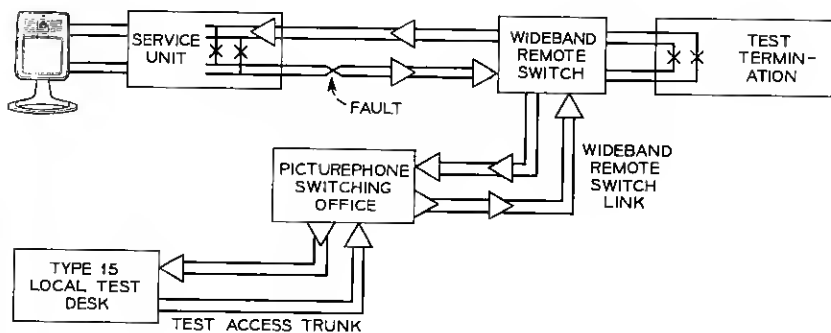 SERVICE
UNIT
FAULT
WIDEBAND
REMOTE
SWITCH
TEST
TERMIN-
ATION
WIDEBAND
REMOTE
SWITCH
LINK
PICTUREPHONE
SWITCHING
OFFICE
TYPE 15
LOCAL TEST
DESK
TEST ACCESS TRUNK